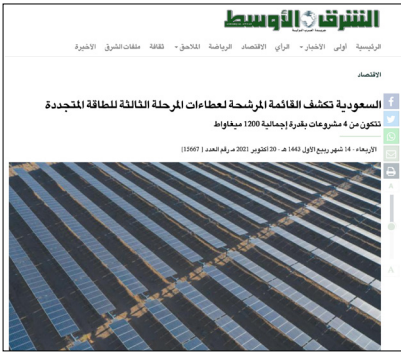 الشرق الأوسط
الرئيسية أولى الأخبار الرأي الاقتصاد الرياضة الملاحق ثقافة ملفات الشرق الأخيرة
الاقتصاد
السعودية تكشف القائمة المرشحة لعطاءات المرحلة الثالثة للطاقة المتجددة
تتكون من 4 مشروعات بقدرة إجمالية 1200 ميغاواط
الأربعاء - 14 شهر ربيع الأول 1443 هـ - 20 أكتوبر 2021 مـ رقم العدد [ 15667]